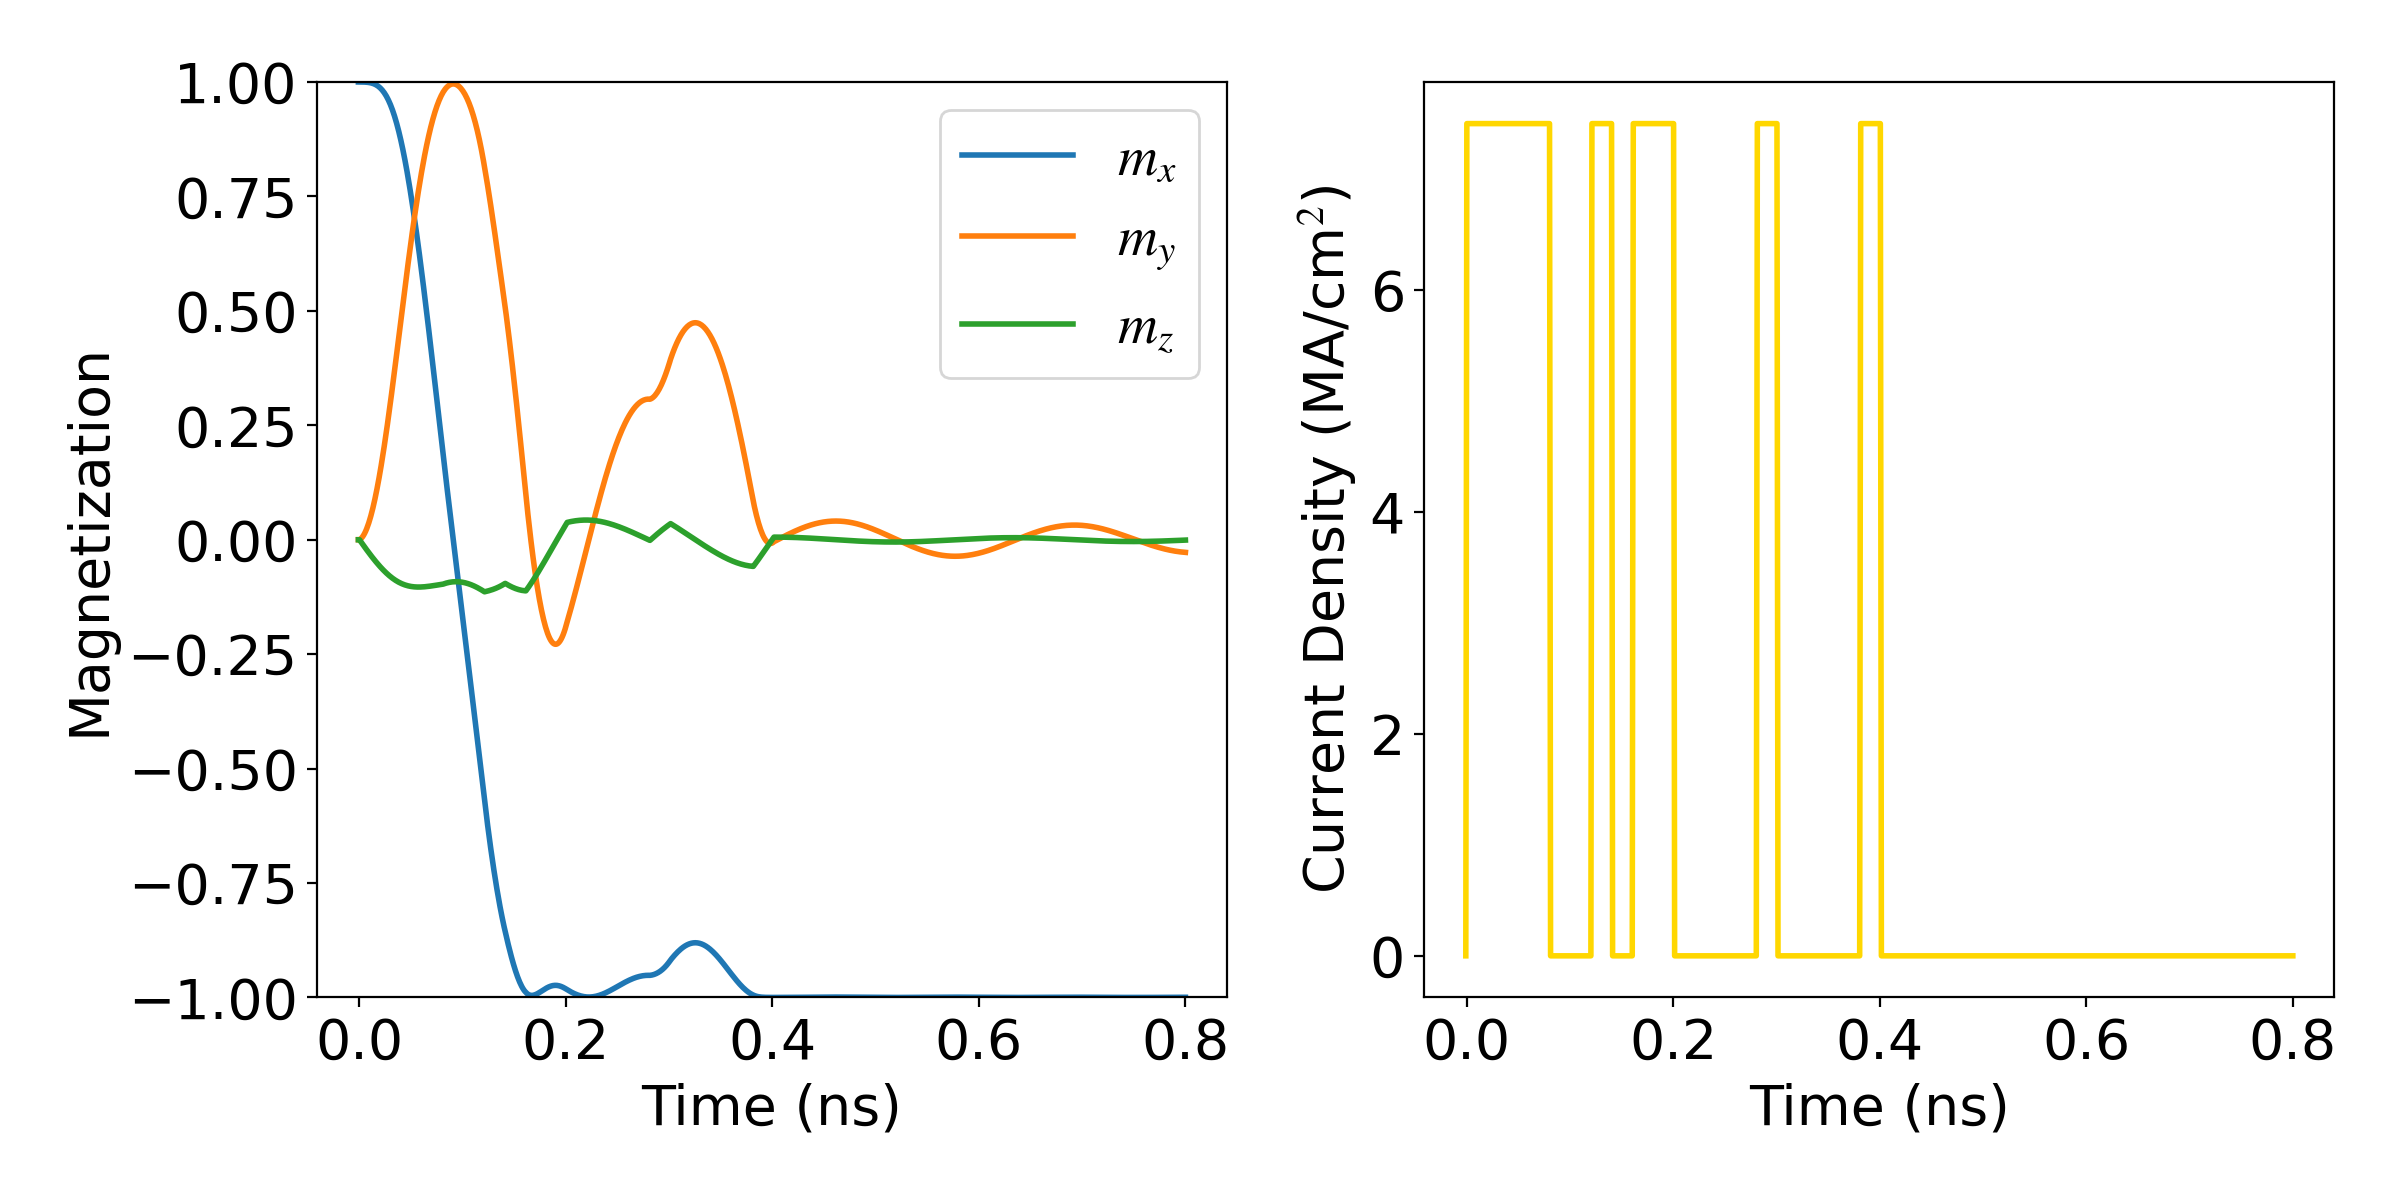 Magnetization
1.00
0.75
0.50
0.25
0.00
−0.25
−0.50
−0.75
−1.00
0.0 0.2 0.4 0.6 0.8
Time (ns)
m_x
m_y
m_z
Current Density (MA/cm²)
6
4
2
0
0.0 0.2 0.4 0.6 0.8
Time (ns)